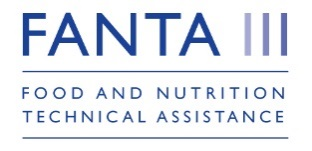 FANTA III
FOOD AND NUTRITION
TECHNICAL ASSISTANCE